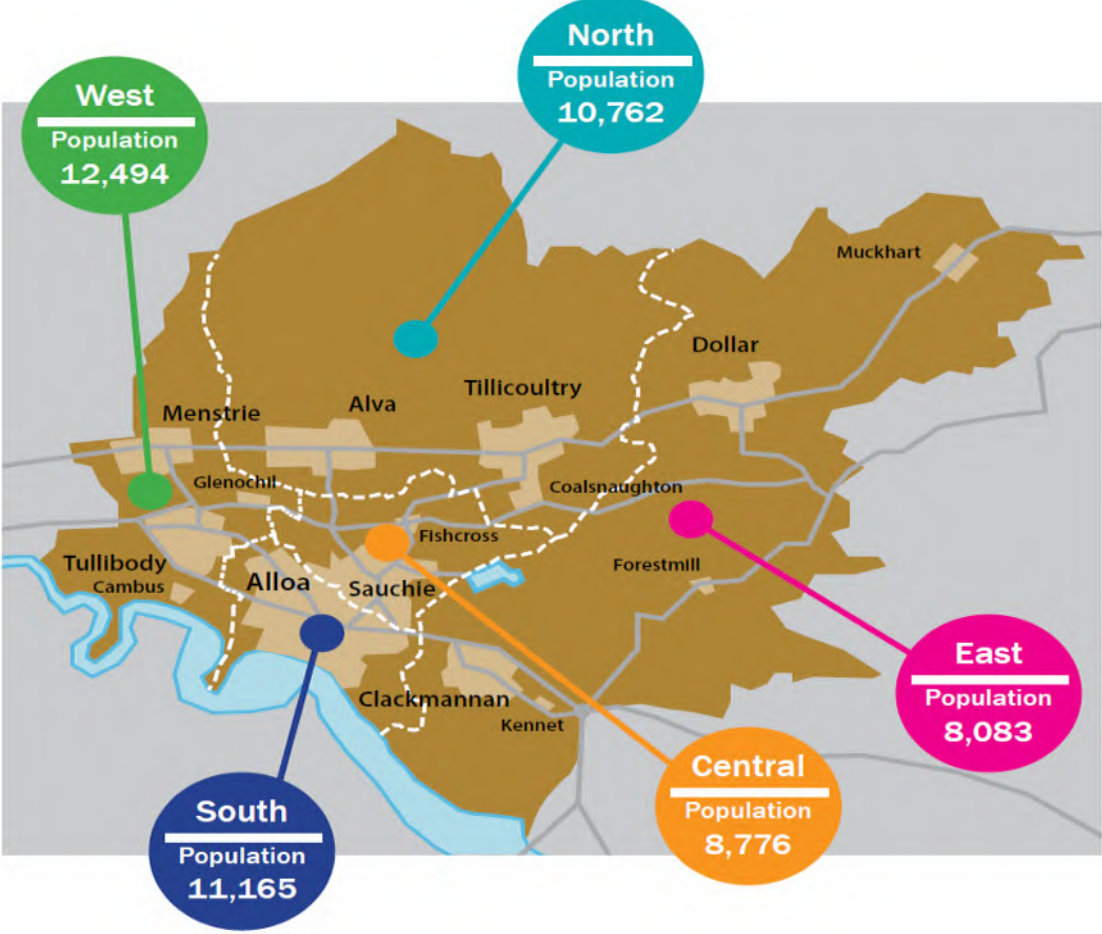 North
Population
10,762
West
Population
12,494
Muckhart
Dollar
Tillicoultry
Alva
Menstrie
Glenochil
Coalsnaughton
Fishcross
Forestmill
Tullibody
Cambus
Alloa
Sauchie
Clackmannan
Kennet
East
Population
8,083
Central
Population
8,776
South
Population
11,165